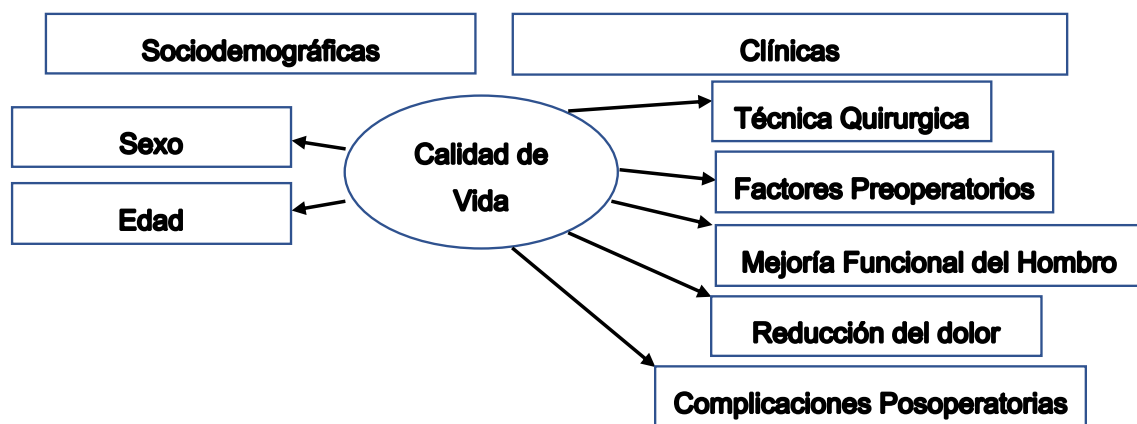 Sociodemográficas
Clínicas
Sexo
Edad
Calidad de
Vida
Técnica Quirurgica
Factores Preoperatorios
Mejoría Funcional del Hombro
Reducción del dolor
Complicaciones Posoperatorias